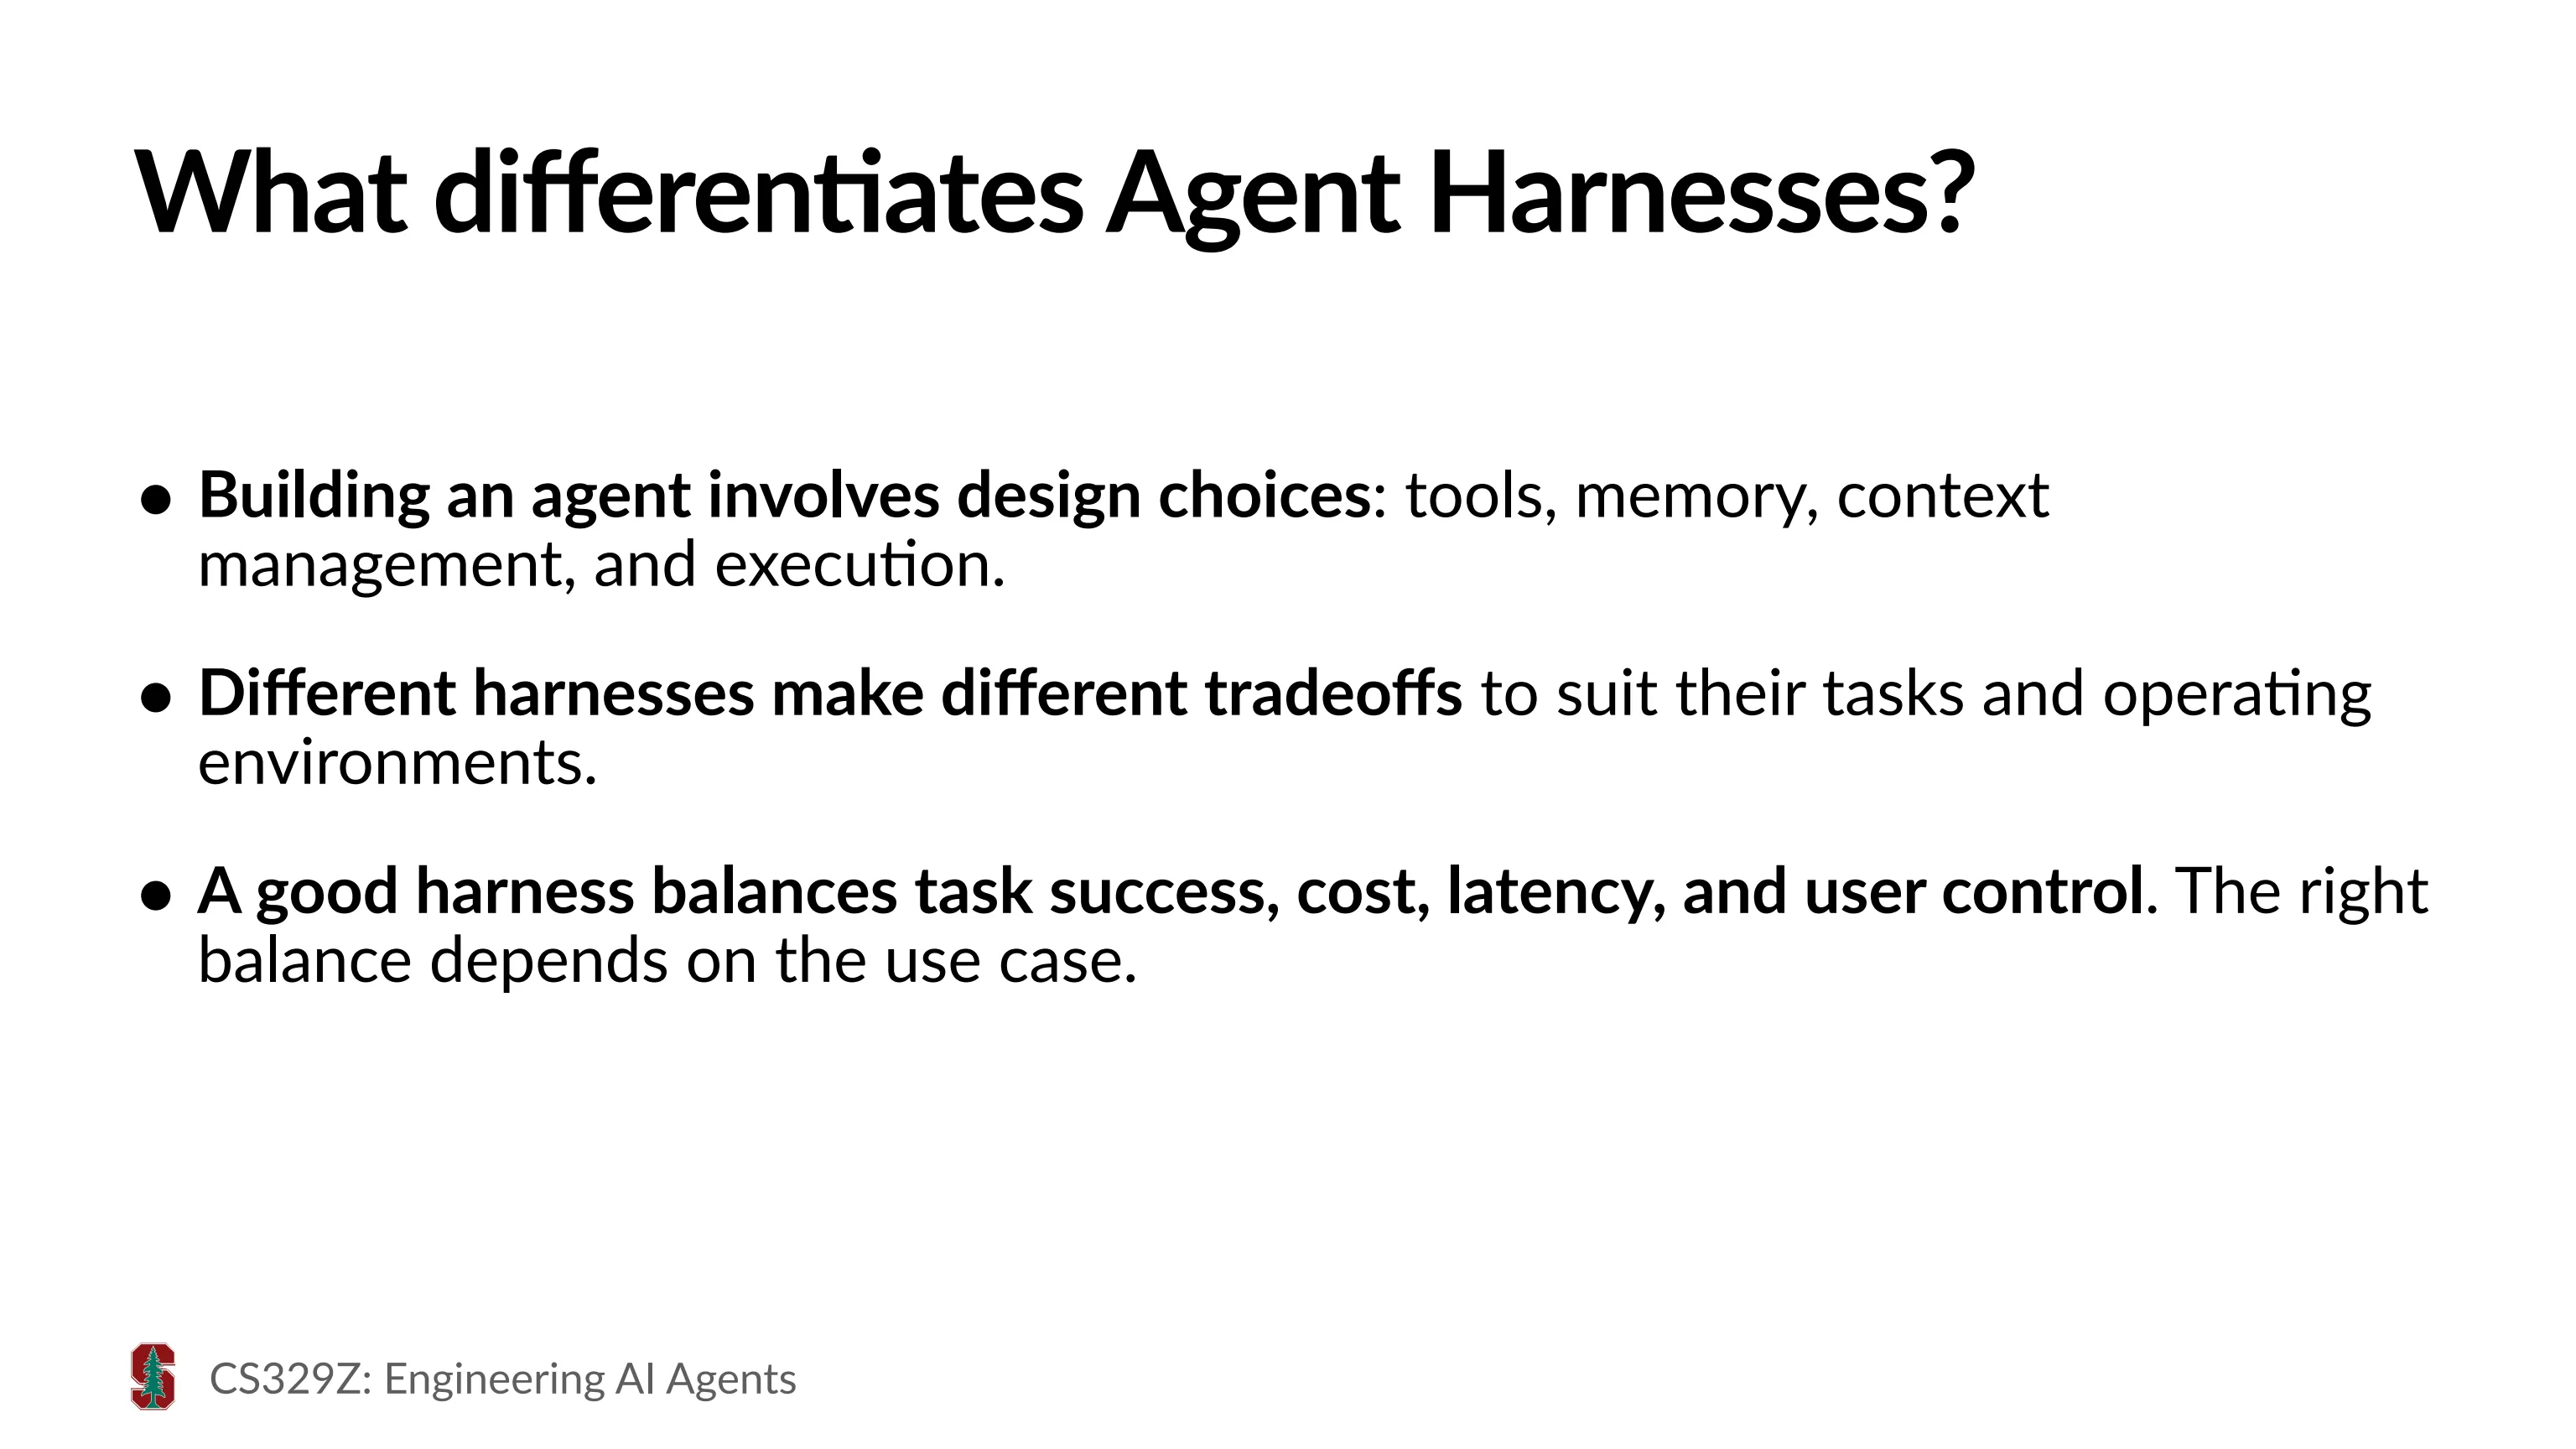 What differentiates Agent Harnesses?
● Building an agent involves design choices: tools, memory, context
management, and execution.
● Different harnesses make different tradeoffs to suit their tasks and operating
environments.
● A good harness balances task success, cost, latency, and user control. The right
balance depends on the use case.
CS329Z: Engineering AI Agents